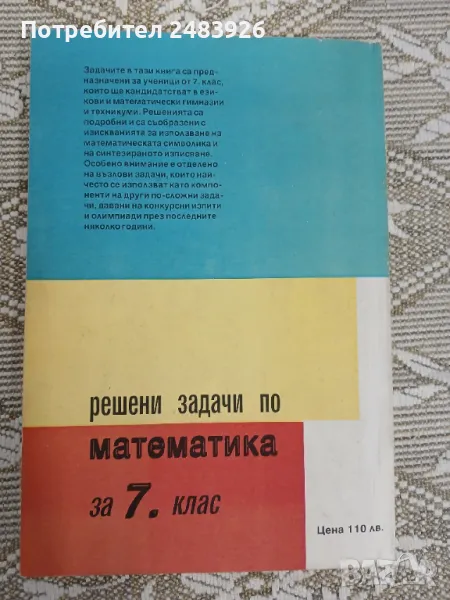 Потребител 2483926
Задачите в тази книга са пред-
назначени за ученици от 7. клас,
които ще кандидатстват в ези-
кови и математически гимназии
и техникуми. Решенията са
подробни и са съобразени с
изискванията за използване на
математическата символика и
на синтезираното изписване.
Особено внимание е отделено
на възлови задачи, които най-
често се използват като компо-
ненти на други по-сложни зада-
чи, давани на конкурсни изпити
и олимпиади през последните
няколко години.
решени задачи по
математика
за 7. клас
Цена 110 лв.
bazar